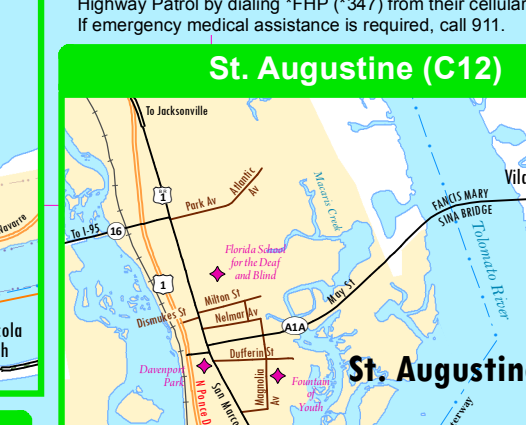 Highway Patrol by dialing *FHP (*347) from their cellular
If emergency medical assistance is required, call 911.
St. Augustine (C12)
To Jacksonville
Atlantic
Av
Park Av
BUS
1
Macaris Creek
FANCIS MARY
SINA BRIDGE
Navarre
To I-95
16
Tolomato River
Florida School
for the Deaf
and Blind
1
May St
Milton St
Nelmar Av
Dismukes St
A1A
Dufferin St
St. Augustin
Davenport
Park
N Ponce D
San Marco
Magnolia
Av
Fountain
of
Youth